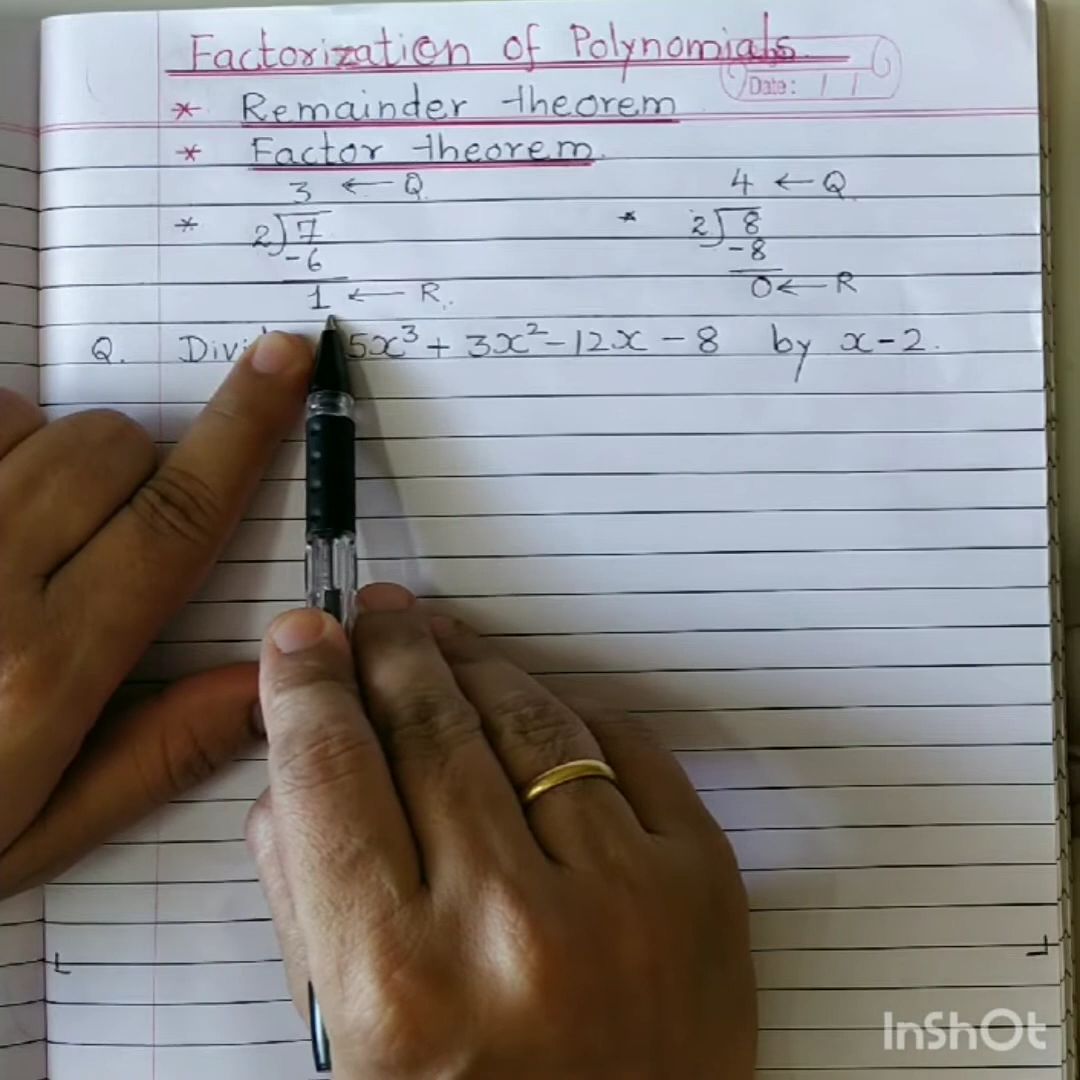 Factorization of Polynomials.
Date: / /
* Remainder theorem
* Factor theorem.
3 ← Q 4 ← Q
* 2)7 * 2)8
-6 -8
1 ← R. 0 ← R
Q. 5x³ + 3x² - 12x - 8 by x - 2.
InShOt